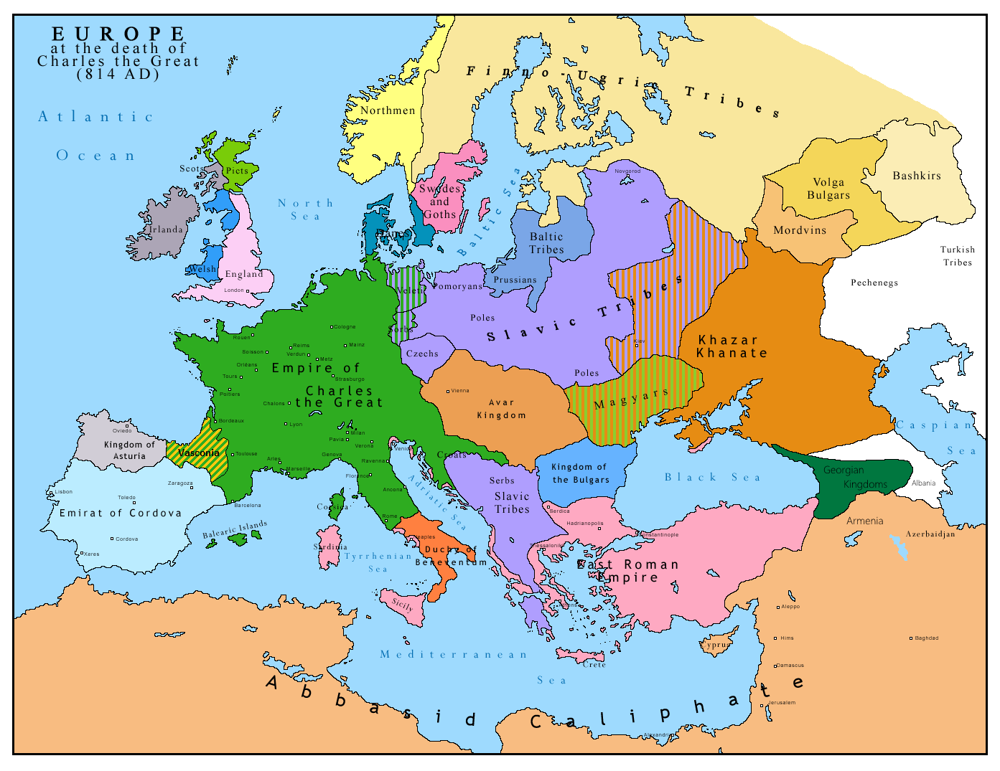 EUROPE
at the death of
Charles the Great
(814 AD)
Atlantic
Ocean
North
Sea
Baltic Sea
Finno-Ugric Tribes
Northmen
Scots
Picts
Irlanda
Welsh
England
London
Swedes
and
Goths
Danes
Novgorod
Volga
Bulgars
Bashkirs
Mordvins
Turkish
Tribes
Pechenegs
Baltic
Tribes
Prussians
Pomoryans
Veleti
Sorbs
Poles
Slavic Tribes
Czechs
Poles
Kiev
Khazar
Khanate
Magyars
Avar
Kingdom
Vienna
Cologne
Rouen
Soisson
Reims
Verdun
Metz
Mainz
Orléans
Tours
Strasburgo
Poitiers
Empire of
Charles
the Great
Chalons
Bordeaux
Lyon
Milan
Pavia
Verona
Venice
Genova
Ravenna
Toulouse
Arles
Marseille
Florence
Ancona
Rome
Oviedo
Kingdom of
Asturia
Vasconia
Zaragoza
Lisbon
Toledo
Barcelona
Emirat of Cordova
Cordova
Xeres
Balearic Islands
Corsica
Sardinia
Tyrrhenian
Sea
Adriatic Sea
Croats
Serbs
Slavic
Tribes
Kingdom of
the Bulgars
Black Sea
Caspian
Sea
Georgian
Kingdoms
Albania
Armenia
Azerbaidjan
Serdica
Hadrianopolis
Constantinople
Thessaloniki
East Roman
Empire
Neaples
Duchy of
Beneventum
Sicily
Athens
Crete
Cyprus
Aleppo
Hims
Baghdad
Damascus
Jerusalem
Alexandria
Mediterranean
Sea
Abbasid Caliphate